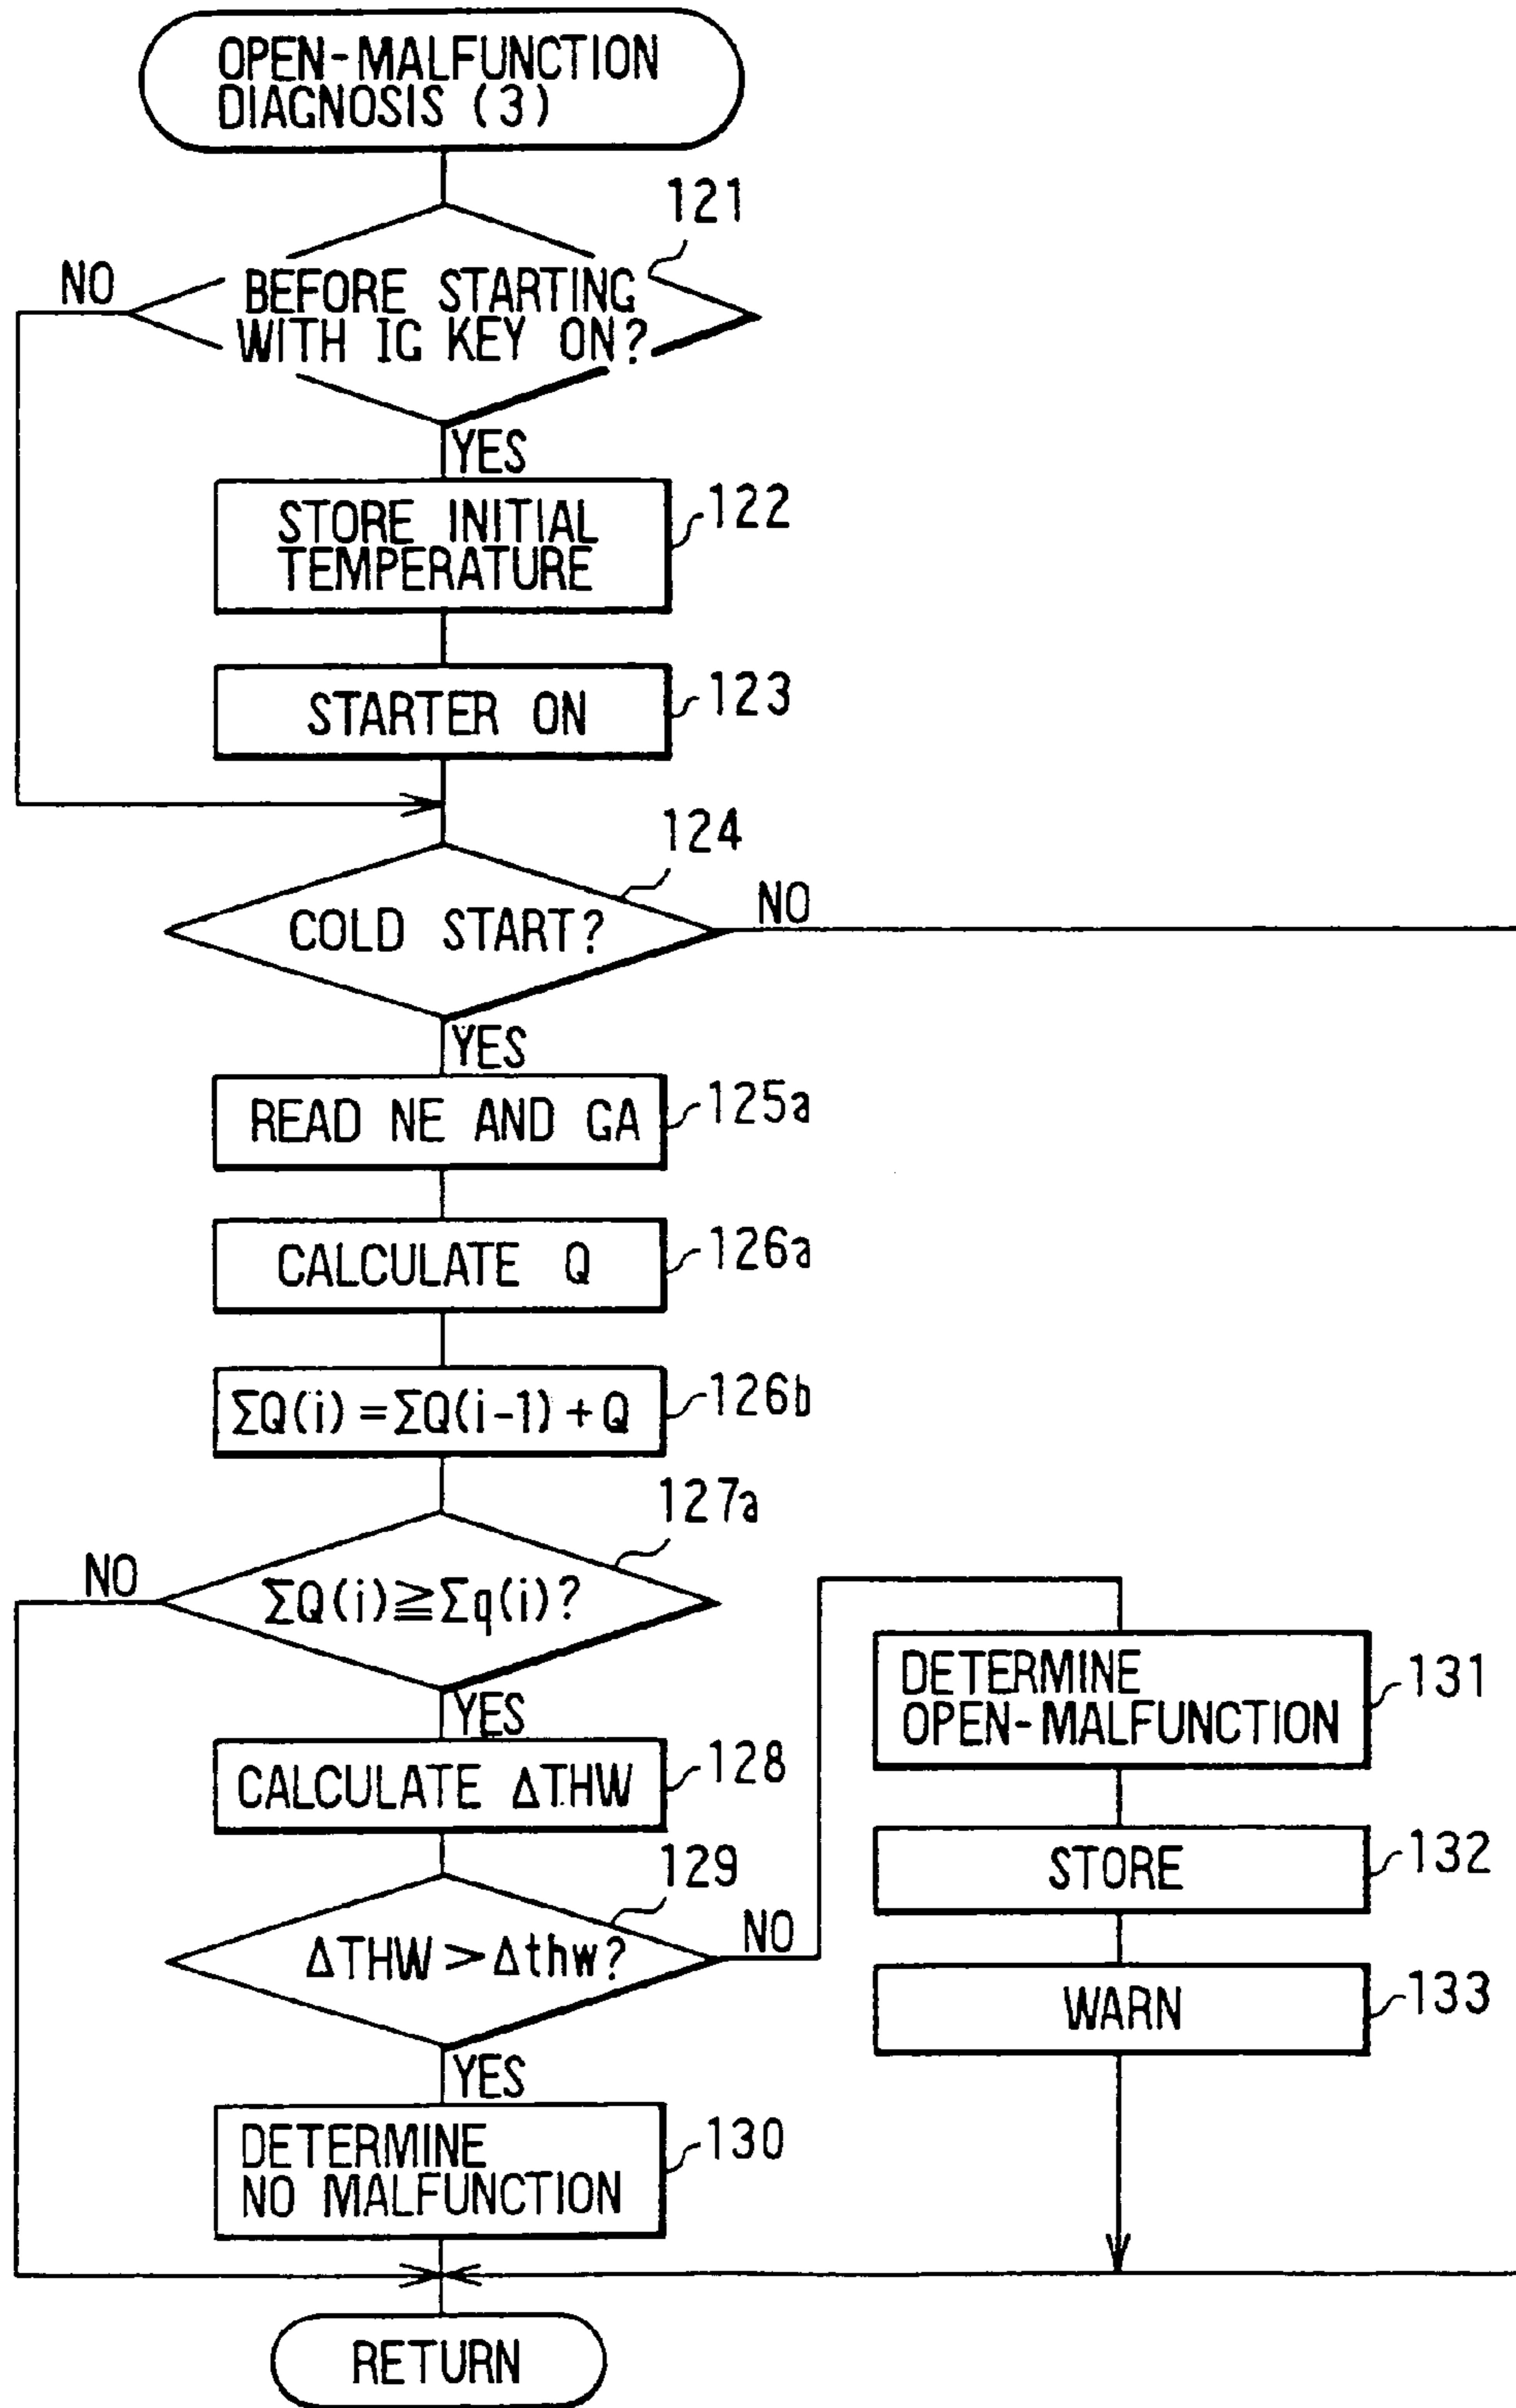 OPEN-MALFUNCTION
DIAGNOSIS (3)
121
NO
BEFORE STARTING
WITH IG KEY ON?
YES
STORE INITIAL
TEMPERATURE
122
STARTER ON
123
124
COLD START?
NO
YES
READ NE AND GA
125a
CALCULATE Q
126a
ΣQ(i)=ΣQ(i-1)+Q
126b
127a
NO
ΣQ(i)≧Σq(i)?
YES
CALCULATE ΔTHW
128
129
ΔTHW>Δthw?
NO
YES
DETERMINE
NO MALFUNCTION
130
DETERMINE
OPEN-MALFUNCTION
131
STORE
132
WARN
133
RETURN